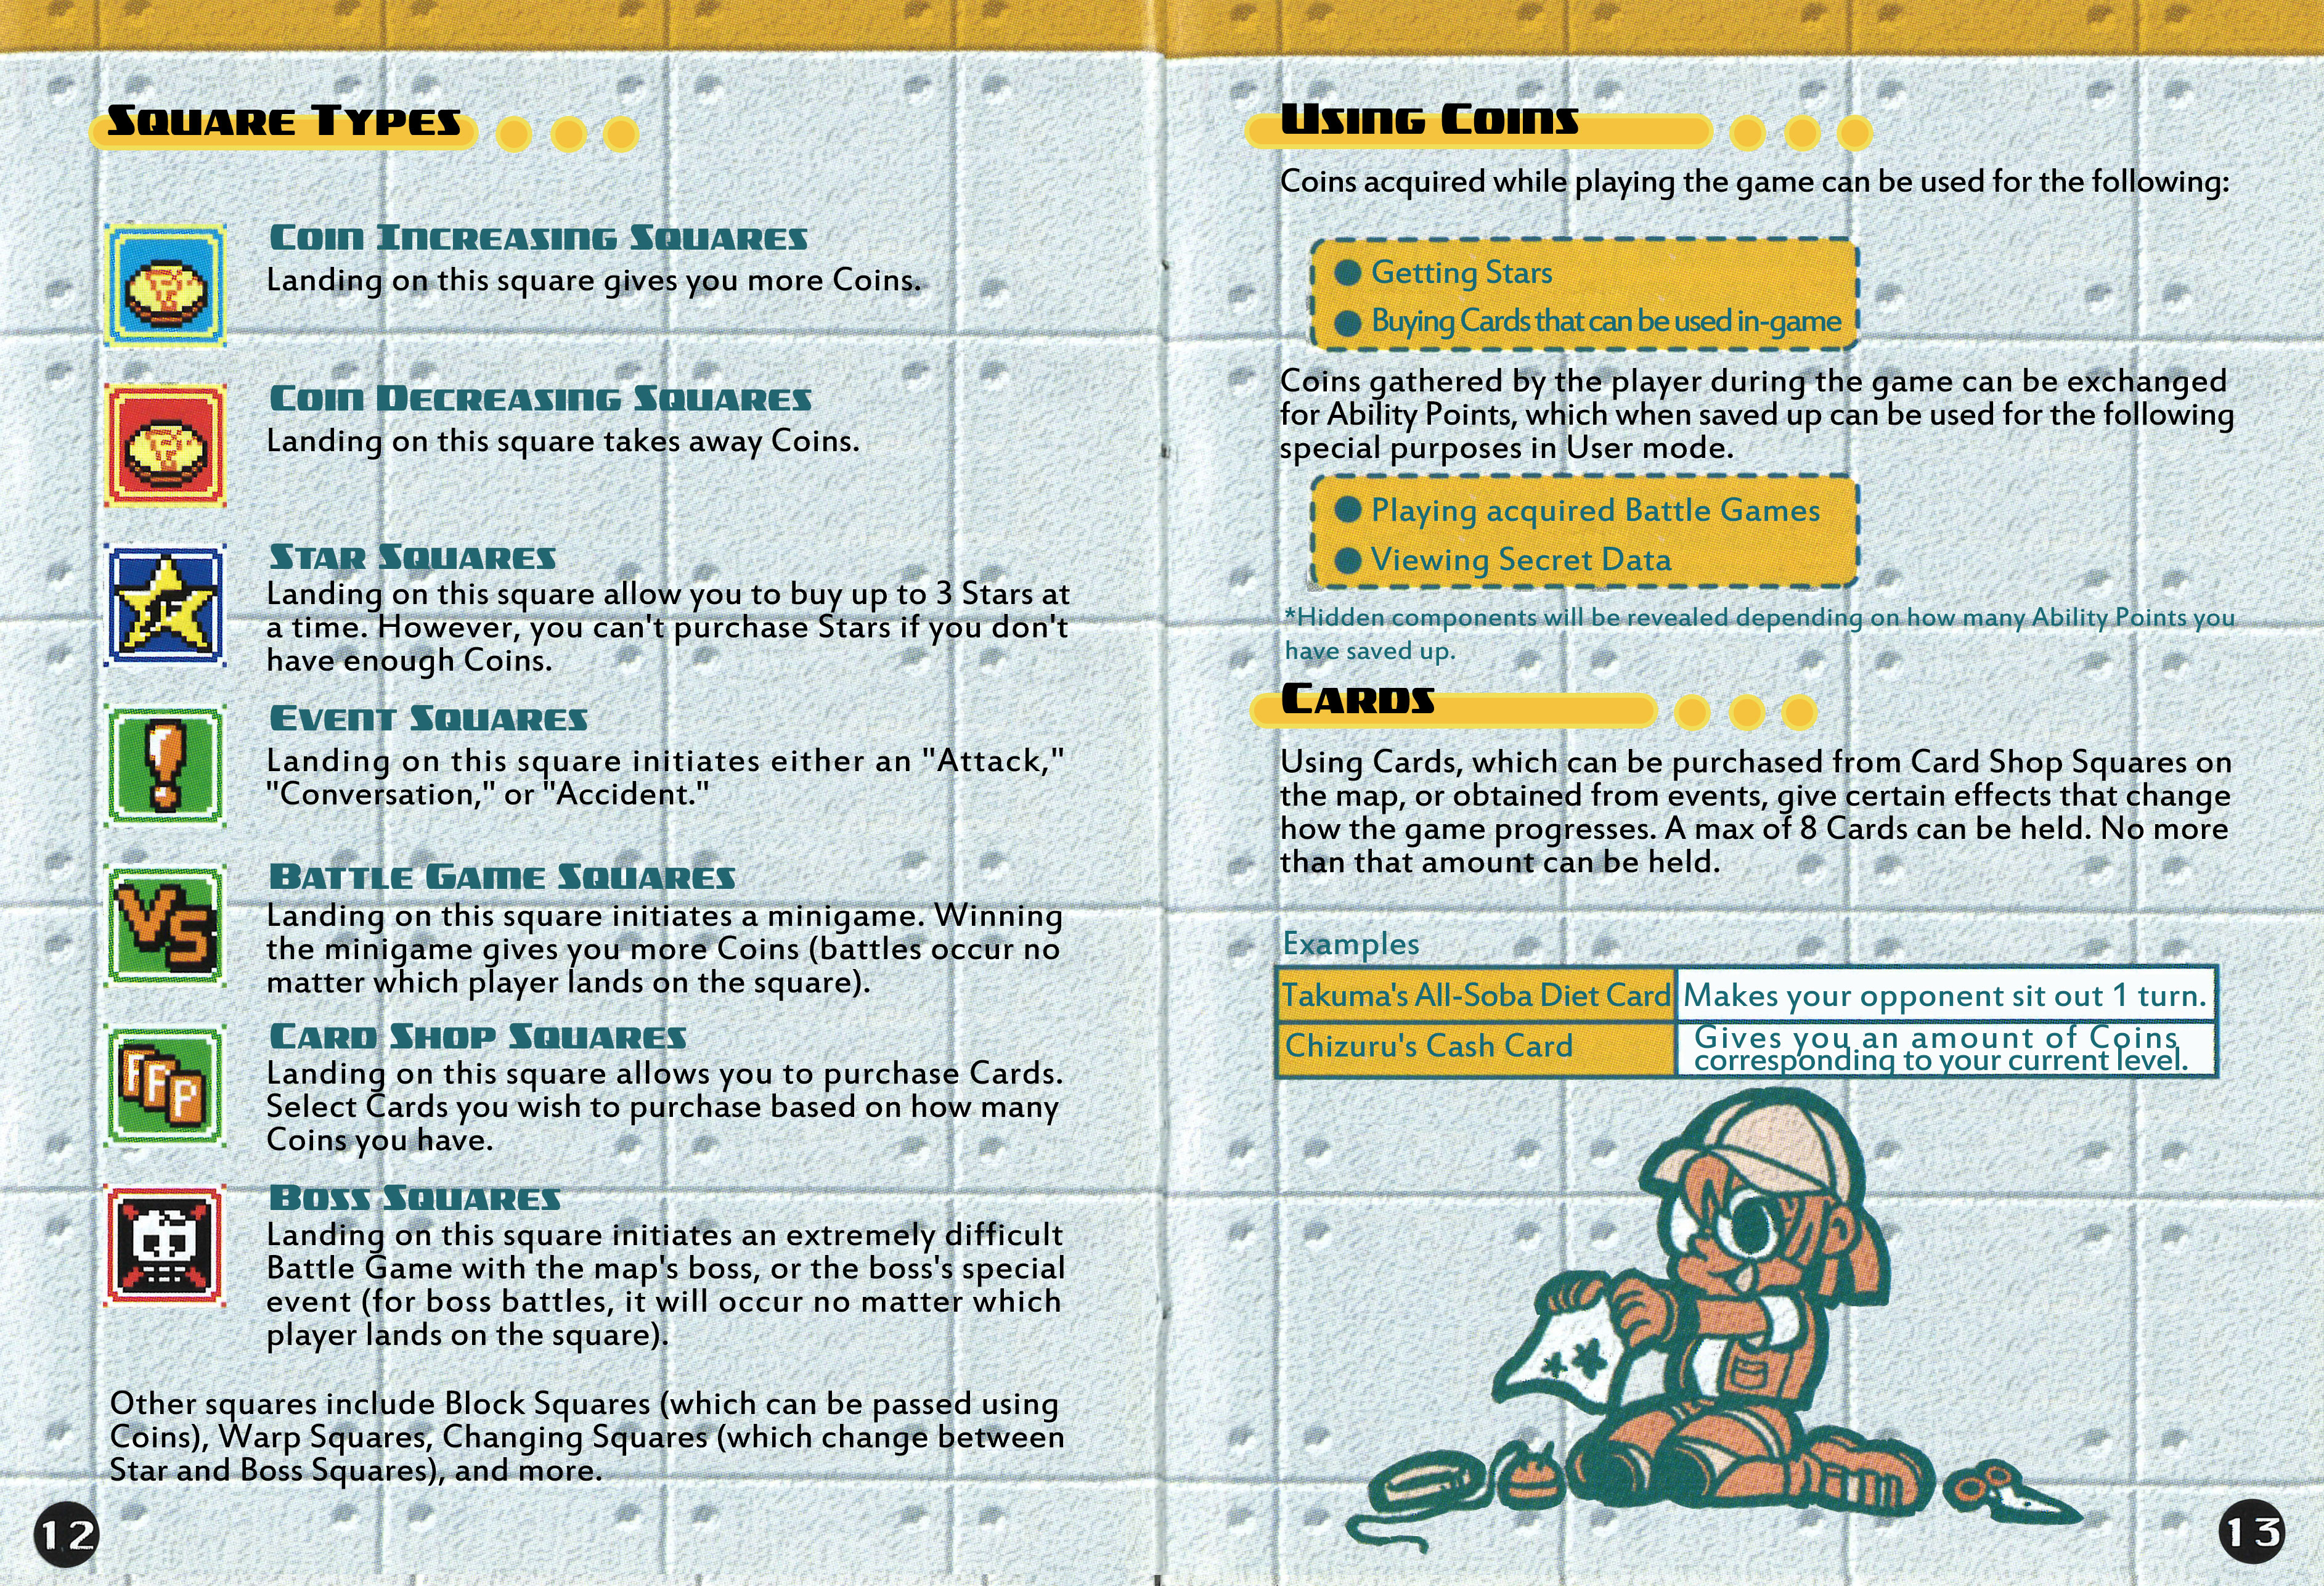 Square Types
Coin Increasing Squares
Landing on this square gives you more Coins.
Coin Decreasing Squares
Landing on this square takes away Coins.
Star Squares
Landing on this square allow you to buy up to 3 Stars at
a time. However, you can't purchase Stars if you don't
have enough Coins.
Event Squares
Landing on this square initiates either an "Attack,"
"Conversation," or "Accident."
VS
Battle Game Squares
Landing on this square initiates a minigame. Winning
the minigame gives you more Coins (battles occur no
matter which player lands on the square).
Card Shop Squares
Landing on this square allows you to purchase Cards.
Select Cards you wish to purchase based on how many
Coins you have.
Boss Squares
Landing on this square initiates an extremely difficult
Battle Game with the map's boss, or the boss's special
event (for boss battles, it will occur no matter which
player lands on the square).
Other squares include Block Squares (which can be passed using
Coins), Warp Squares, Changing Squares (which change between
Star and Boss Squares), and more.
12
Using Coins
Coins acquired while playing the game can be used for the following:
● Getting Stars
● Buying Cards that can be used in-game
Coins gathered by the player during the game can be exchanged
for Ability Points, which when saved up can be used for the following
special purposes in User mode.
● Playing acquired Battle Games
● Viewing Secret Data
*Hidden components will be revealed depending on how many Ability Points you
have saved up.
Cards
Using Cards, which can be purchased from Card Shop Squares on
the map, or obtained from events, give certain effects that change
how the game progresses. A max of 8 Cards can be held. No more
than that amount can be held.
Examples
Takuma's All-Soba Diet Card Makes your opponent sit out 1 turn.
Chizuru's Cash Card Gives you an amount of Coins
corresponding to your current level.
13